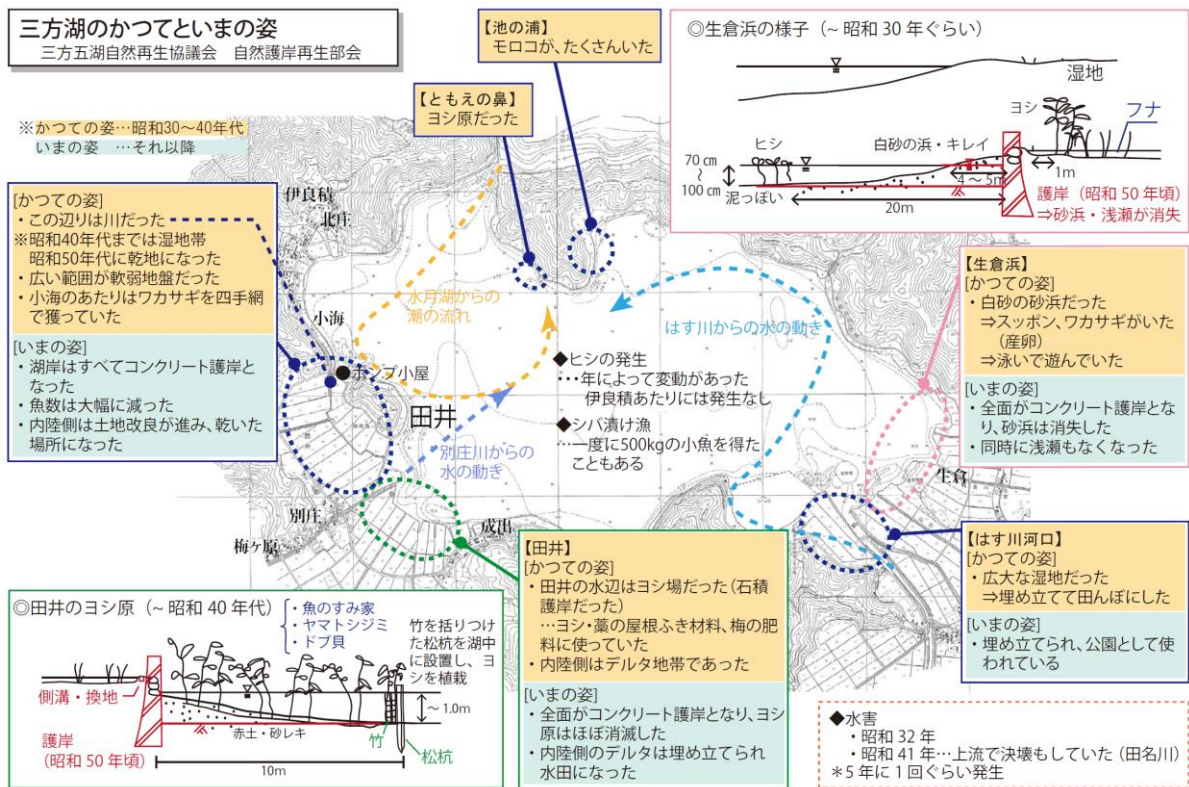 三方湖のかつてといまの姿
三方五湖自然再生協議会　自然護岸再生部会
※かつての姿…昭和30～40年代
いまの姿　…それ以降
【池の浦】
モロコが、たくさんいた
【ともえの鼻】
ヨシ原だった
◎生倉浜の様子（～昭和30年ぐらい）
湿地
ヨシ
フナ
ヒシ
白砂の浜・キレイ
70㎝
～
100㎝
泥っぽい
4～5m
1m
20m
護岸（昭和50年頃）
⇒砂浜・浅瀬が消失
[かつての姿]
・この辺りは川だった
※昭和40年代までは湿地帯
昭和50年代に乾地になった
・広い範囲が軟弱地盤だった
・小海のあたりはワカサギを四手網
で獲っていた
[いまの姿]
・湖岸はすべてコンクリート護岸と
なった
・魚数は大幅に減った
・内陸側は土地改良が進み、乾いた
場所になった
伊良積
北庄
小海
ポンプ小屋
田井
別庄
梅ヶ原
成出
生倉
水月湖からの
潮の流れ
はす川からの水の動き
別庄川からの
水の動き
◆ヒシの発生
…年によって変動があった
伊良積あたりには発生なし
◆シバ漬け漁
…一度に500kgの小魚を得た
こともある
【生倉浜】
[かつての姿]
・白砂の砂浜だった
⇒スッポン、ワカサギがいた
（産卵）
⇒泳いで遊んでいた
[いまの姿]
・全面がコンクリート護岸とな
り、砂浜は消失した
・同時に浅瀬もなくなった
【はす川河口】
[かつての姿]
・広大な湿地だった
⇒埋め立てて田んぼにした
[いまの姿]
・埋め立てられ、公園として使
われている
【田井】
[かつての姿]
・田井の水辺はヨシ場だった（石積
護岸だった）
…ヨシ・藁の屋根ふき材料、梅の肥
料に使っていた
・内陸側はデルタ地帯であった
[いまの姿]
・全面がコンクリート護岸となり、ヨシ
原はほぼ消滅した
・内陸側のデルタは埋め立てられ
水田になった
◎田井のヨシ原（～昭和40年代）
・魚のすみ家
・ヤマトシジミ
・ドブ貝
竹を括りつけ
た松杭を湖中
に設置し、ヨ
シを植栽
側溝・換地
～1.0m
赤土・砂レキ
護岸
（昭和50年頃）
竹
松杭
10m
◆水害
・昭和32年
・昭和41年…上流で決壊もしていた（田名川）
＊5年に1回ぐらい発生